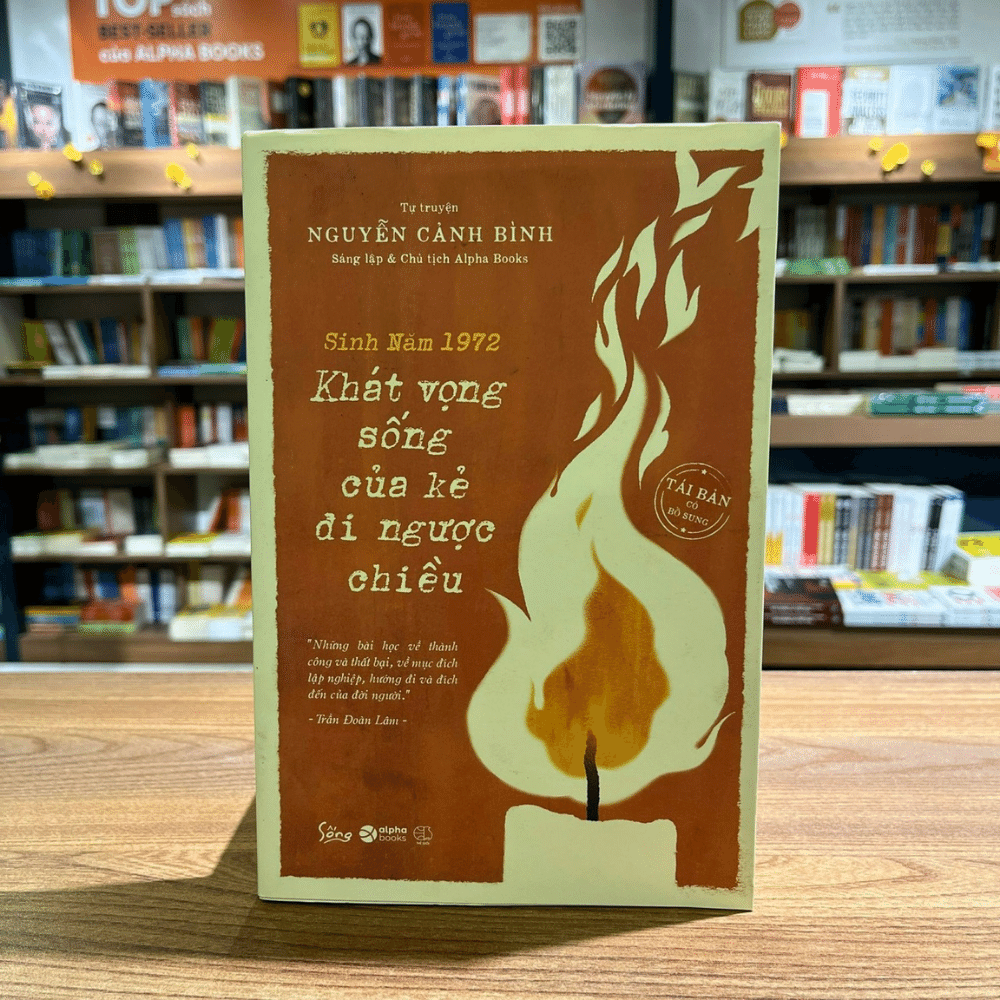 TOP sách
BEST-SELLER
của ALPHA BOOKS
Tự truyện
NGUYỄN CẢNH BÌNH
Sáng lập & Chủ tịch Alpha Books
Sinh Năm 1972
Khát vọng
sống
của kẻ
đi ngược
chiều
TÁI BẢN
CÓ
BỔ SUNG
"Những bài học về thành
công và thất bại, về mục đích
lập nghiệp, hướng đi và đích
đến của đời người."
- Trần Đoàn Lâm -
Sống
alpha
books